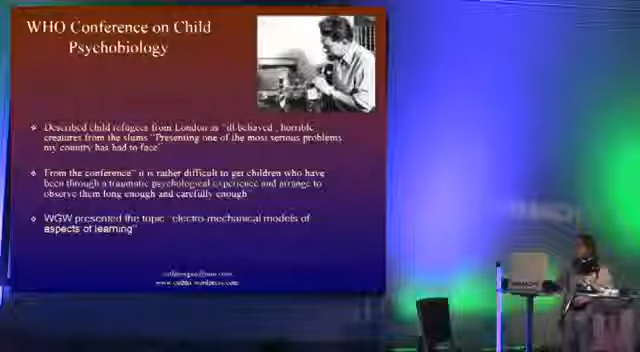 WHO Conference on Child
Psychobiology
Described child refugees from London as "ill-behaved , horrible
creatures from the slums "Presenting one of the most serious problems
my country has had to face"
From the conference" it is rather difficult to get children who have
been through a traumatic psychological experience and arrange to
observe them long enough and carefully enough"
WGW presented the topic "electro-mechanical models of
aspects of learning"